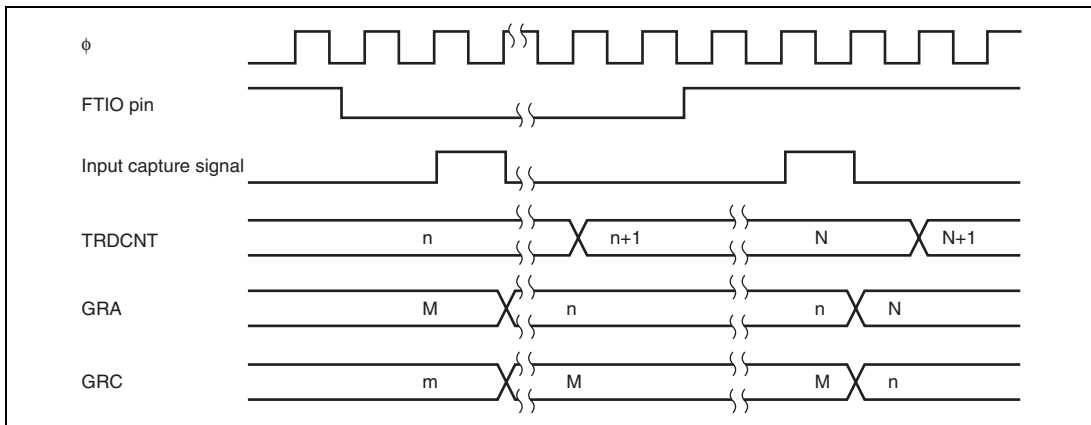 ϕ
FTIO pin
Input capture signal
TRDCNT n n+1 N N+1
GRA M n n N
GRC m M M n